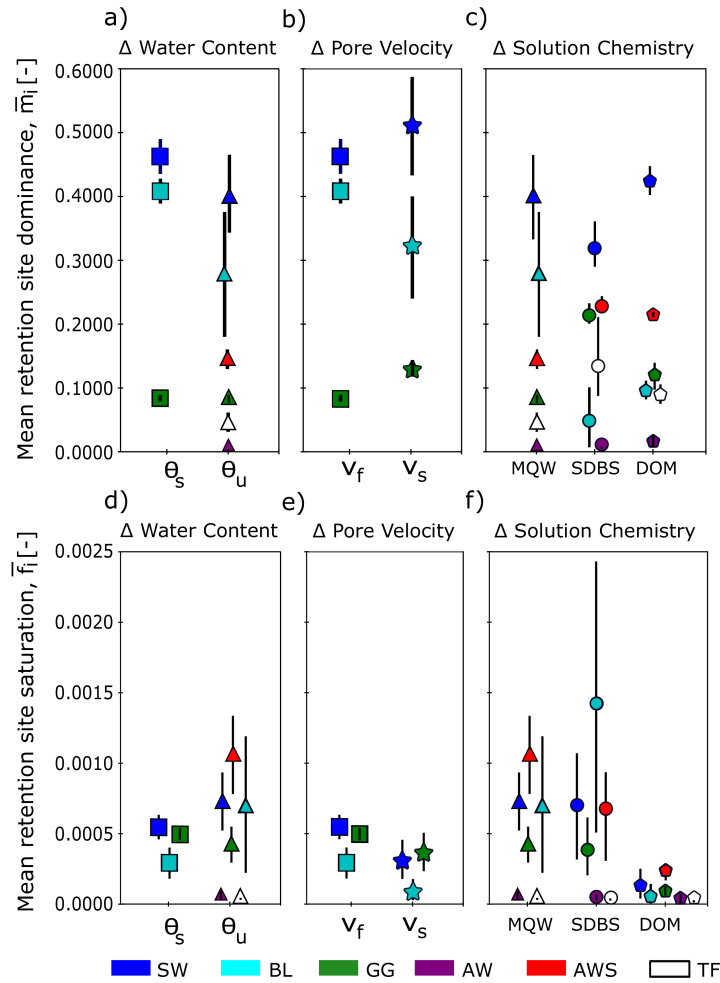 a)
b)
c)
Δ Water Content
Δ Pore Velocity
Δ Solution Chemistry
Mean retention site dominance, m̅i [-]
0.6000
0.5000
0.4000
0.3000
0.2000
0.1000
0.0000
θs
θu
vf
vs
MQW
SDBS
DOM
d)
e)
f)
Δ Water Content
Δ Pore Velocity
Δ Solution Chemistry
Mean retention site saturation, f̅i [-]
0.0025
0.0020
0.0015
0.0010
0.0005
0.0000
θs
θu
vf
vs
MQW
SDBS
DOM
SW
BL
GG
AW
AWS
TF